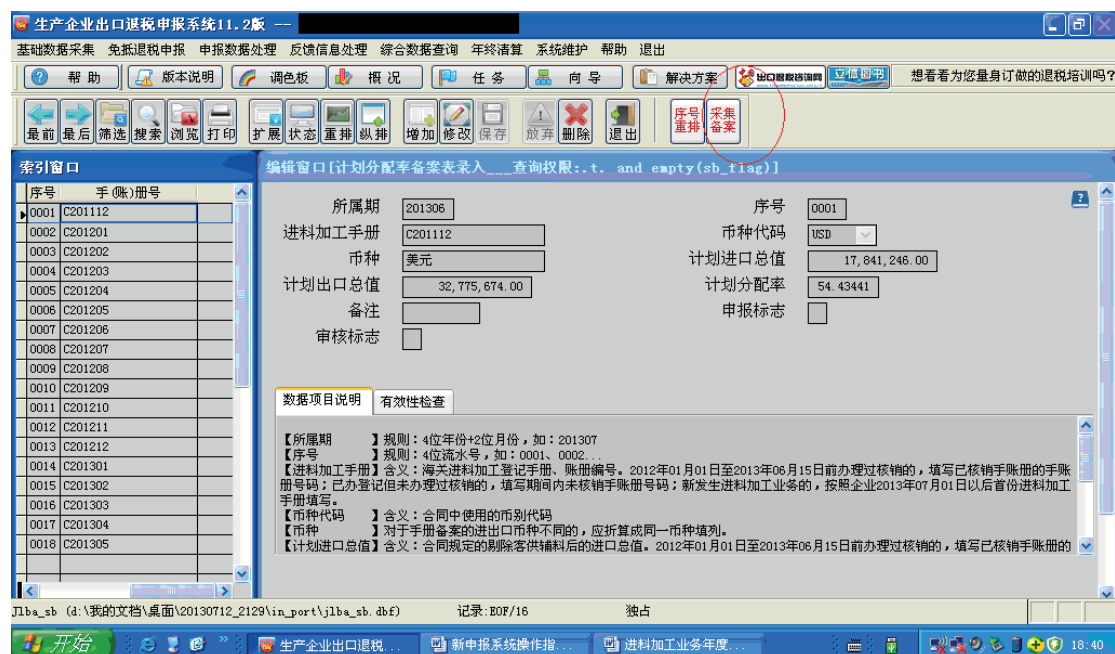 生产企业出口退税申报系统11.2版 --
基础数据采集 免抵退税申报 申报数据处理 反馈信息处理 综合数据查询 年终清算 系统维护 帮助 退出
帮 助 版本说明 调色板 概 况 任 务 向 导 解决方案 出口退税咨询网 立信图书 想看看为您量身订做的退税培训吗?
最前 最后 筛选 搜索 浏览 打印 扩展 状态 重排 纵排 增加 修改 保存 放弃 删除 退出 序号重排 采集备案
索引窗口
编辑窗口[计划分配率备案表录入___查询权限:.t. and empty(sb_flag)]
序号 手(账)册号
0001 C201112
0002 C201201
0003 C201202
0004 C201203
0005 C201204
0006 C201205
0007 C201206
0008 C201207
0009 C201208
0010 C201209
0011 C201210
0012 C201211
0013 C201212
0014 C201301
0015 C201302
0016 C201303
0017 C201304
0018 C201305
所属期 201306 序号 0001
进料加工手册 C201112 币种代码 USD
币种 美元 计划进口总值 17,841,246.00
计划出口总值 32,775,674.00 计划分配率 54.43441
备注 申报标志
审核标志
数据项目说明 有效性检查
【所属期 】规则:4位年份+2位月份,如:201307
【序号 】规则:4位流水号,如:0001、0002...
【进料加工手册】含义:海关进料加工登记手册、账册编号。2012年01月01日至2013年06月15日前办理过核销的,填写已核销手账册的手账
册号码;已办登记但未办理过核销的,填写期间内未核销手账册号码;新发生进料加工业务的,按照企业2013年07月01日以后首份进料加工
手册填写。
【币种代码 】含义:合同中使用的币别代码
【币种 】对于手册备案的进出口币种不同的,应折算成同一币种填列。
【计划进口总值】含义:合同规定的剔除客供辅料后的进口总值。2012年01月01日至2013年06月15日前办理过核销的,填写已核销手账册的
Jlba_sb (d:\我的文档\桌面\20130712_2129\in_port\jlba_sb.dbf) 记录:EOF/16 独占
开始 生产企业出口退税... 新申报系统操作指... 进料加工业务年度... 18:40